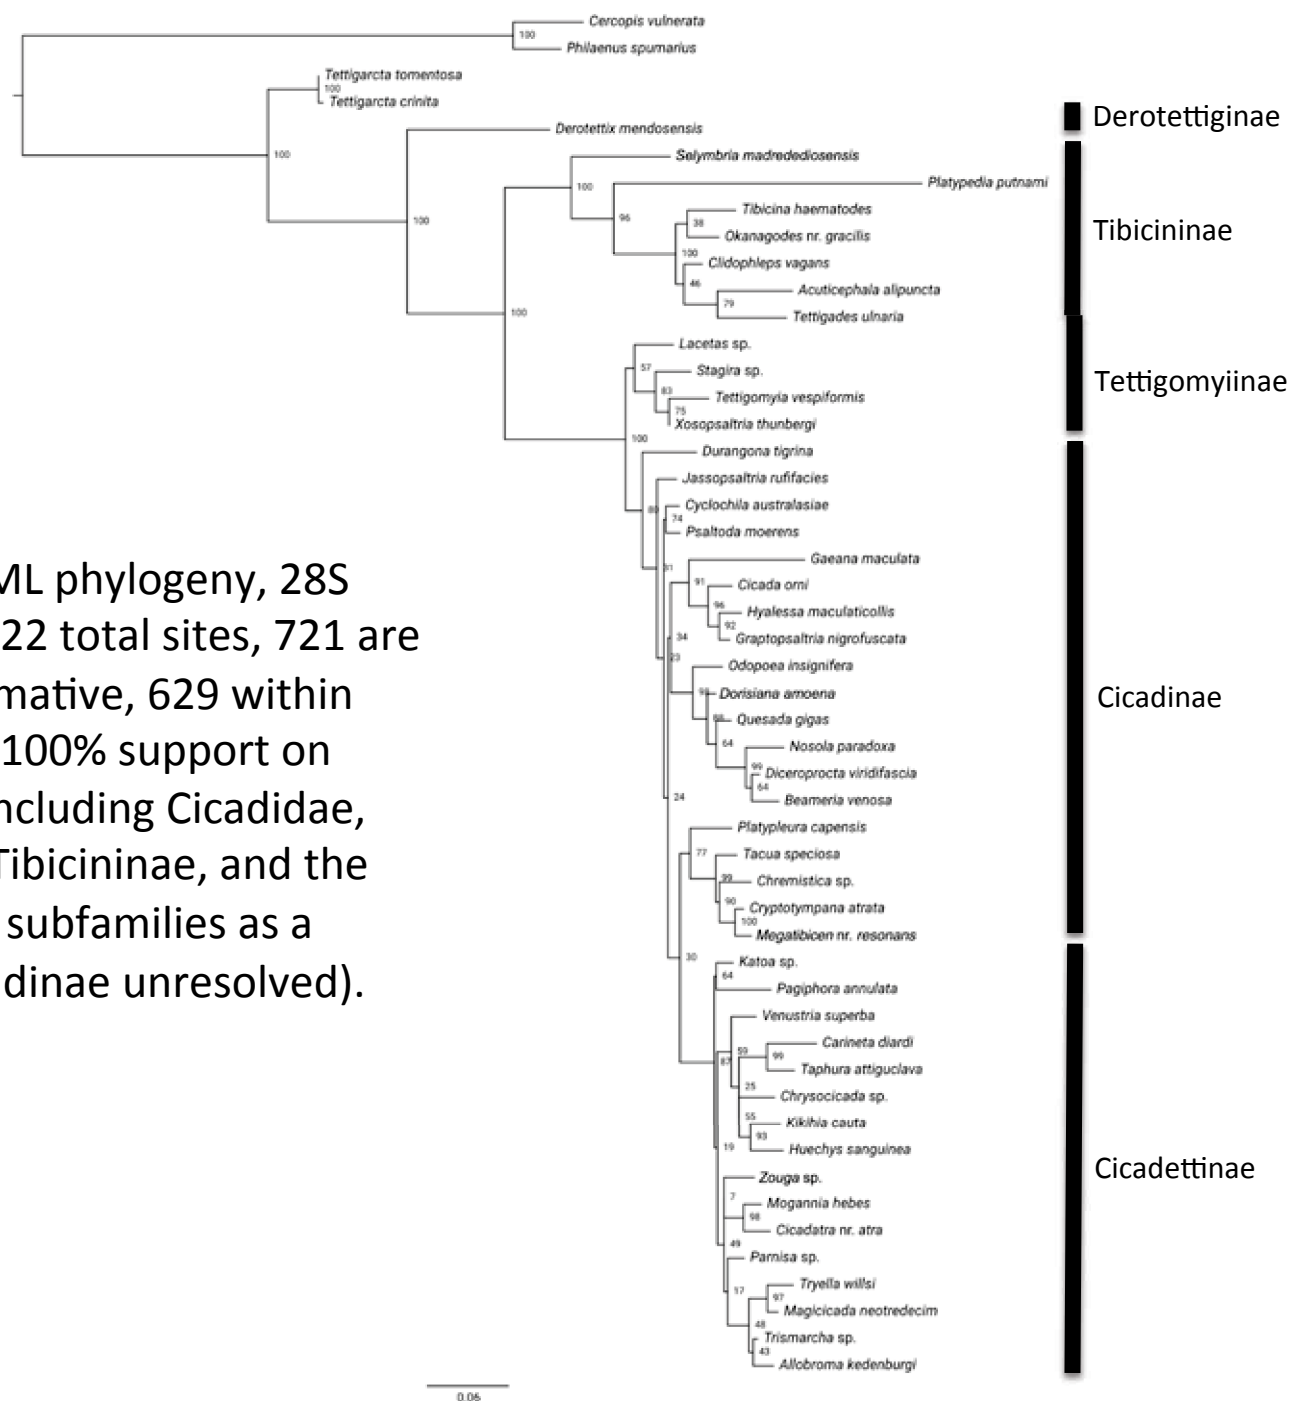 Cercopis vulnerata
100
Philaenus spumarius
Tettigarcta tomentosa
100
Tettigarcta crinita
Derotettiginae
Derotettix mendosensis
100
Selymbria madredediosensis
Platypedia putnami
100
Tibicina haematodes
96
38
100
Tibicininae
Okanagodes nr. gracilis
100
Clidophleps vagans
46
Acuticephala alipuncta
79
100
Tettigades ulnaria
Lacetas sp.
57
Stagira sp.
Tettigomyiinae
83
Tettigomyia vespiformis
75
Xosopsaltria thunbergi
100
Durangona tigrina
Jassopsaltria rufifacies
Cyclochila australasiae
80
74
Psaltoda moerens
Gaeana maculata
31
91
ML phylogeny, 28S
Cicada orni
96
Hyalessa maculaticollis
92
22 total sites, 721 are
34
Graptopsaltria nigrofuscata
23
Odopoea insignifera
mative, 629 within
98
Dorisiana amoena
Cicadinae
88
Quesada gigas
100% support on
64
Nosola paradoxa
99
Diceroprocta viridifascia
64
ncluding Cicadidae,
24
Beameria venosa
Platypleura capensis
Tibicininae, and the
77
Tacua speciosa
99
Chremistica sp.
90
Cryptotympana atrata
subfamilies as a
100
Megatibicen nr. resonans
30
Katoa sp.
64
dinae unresolved).
Pagiphora annulata
Venustria superba
Carineta diardi
59
99
87
Taphura attiguclava
25
Chrysocicada sp.
55
Kikihia cauta
93
19
Huechys sanguinea
Cicadettinae
Zouga sp.
7
Mogannia hebes
98
Cicadatra nr. atra
49
Parnisa sp.
Tryella willsi
17
97
Magicicada neotredecim
48
Trismarcha sp.
43
Allobroma kedenburgi
0.06